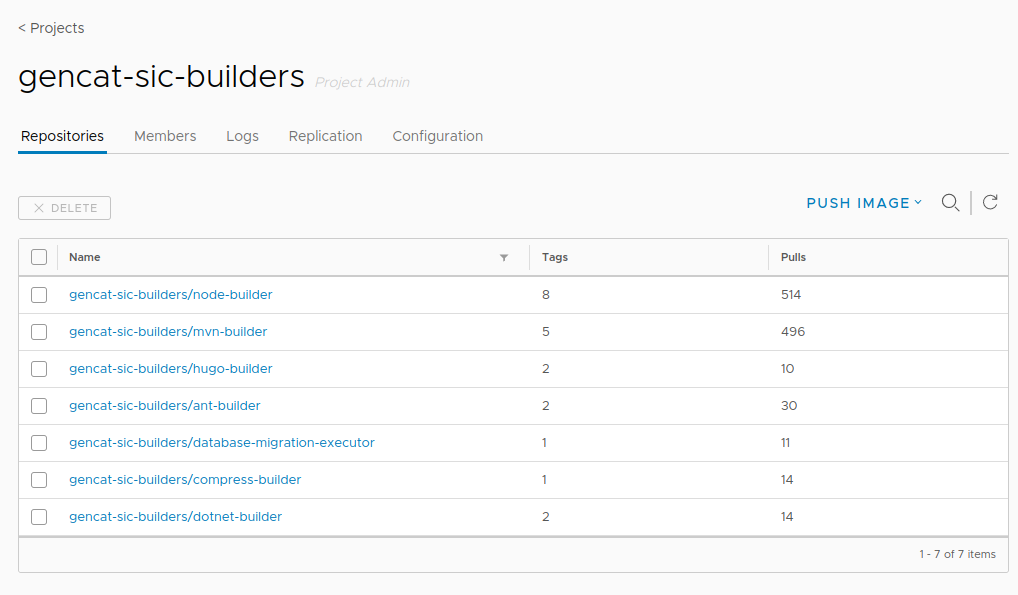 < Projects
gencat-sic-builders Project Admin
Repositories Members Logs Replication Configuration
DELETE PUSH IMAGE
Name Tags Pulls
gencat-sic-builders/node-builder 8 514
gencat-sic-builders/mvn-builder 5 496
gencat-sic-builders/hugo-builder 2 10
gencat-sic-builders/ant-builder 2 30
gencat-sic-builders/database-migration-executor 1 11
gencat-sic-builders/compress-builder 1 14
gencat-sic-builders/dotnet-builder 2 14
1 - 7 of 7 items